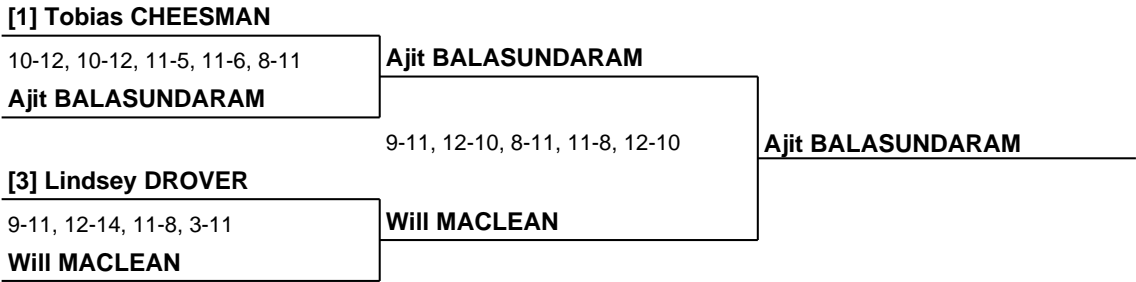 [1] Tobias CHEESMAN
10-12, 10-12, 11-5, 11-6, 8-11
Ajit BALASUNDARAM
Ajit BALASUNDARAM
9-11, 12-10, 8-11, 11-8, 12-10
Ajit BALASUNDARAM
[3] Lindsey DROVER
9-11, 12-14, 11-8, 3-11
Will MACLEAN
Will MACLEAN